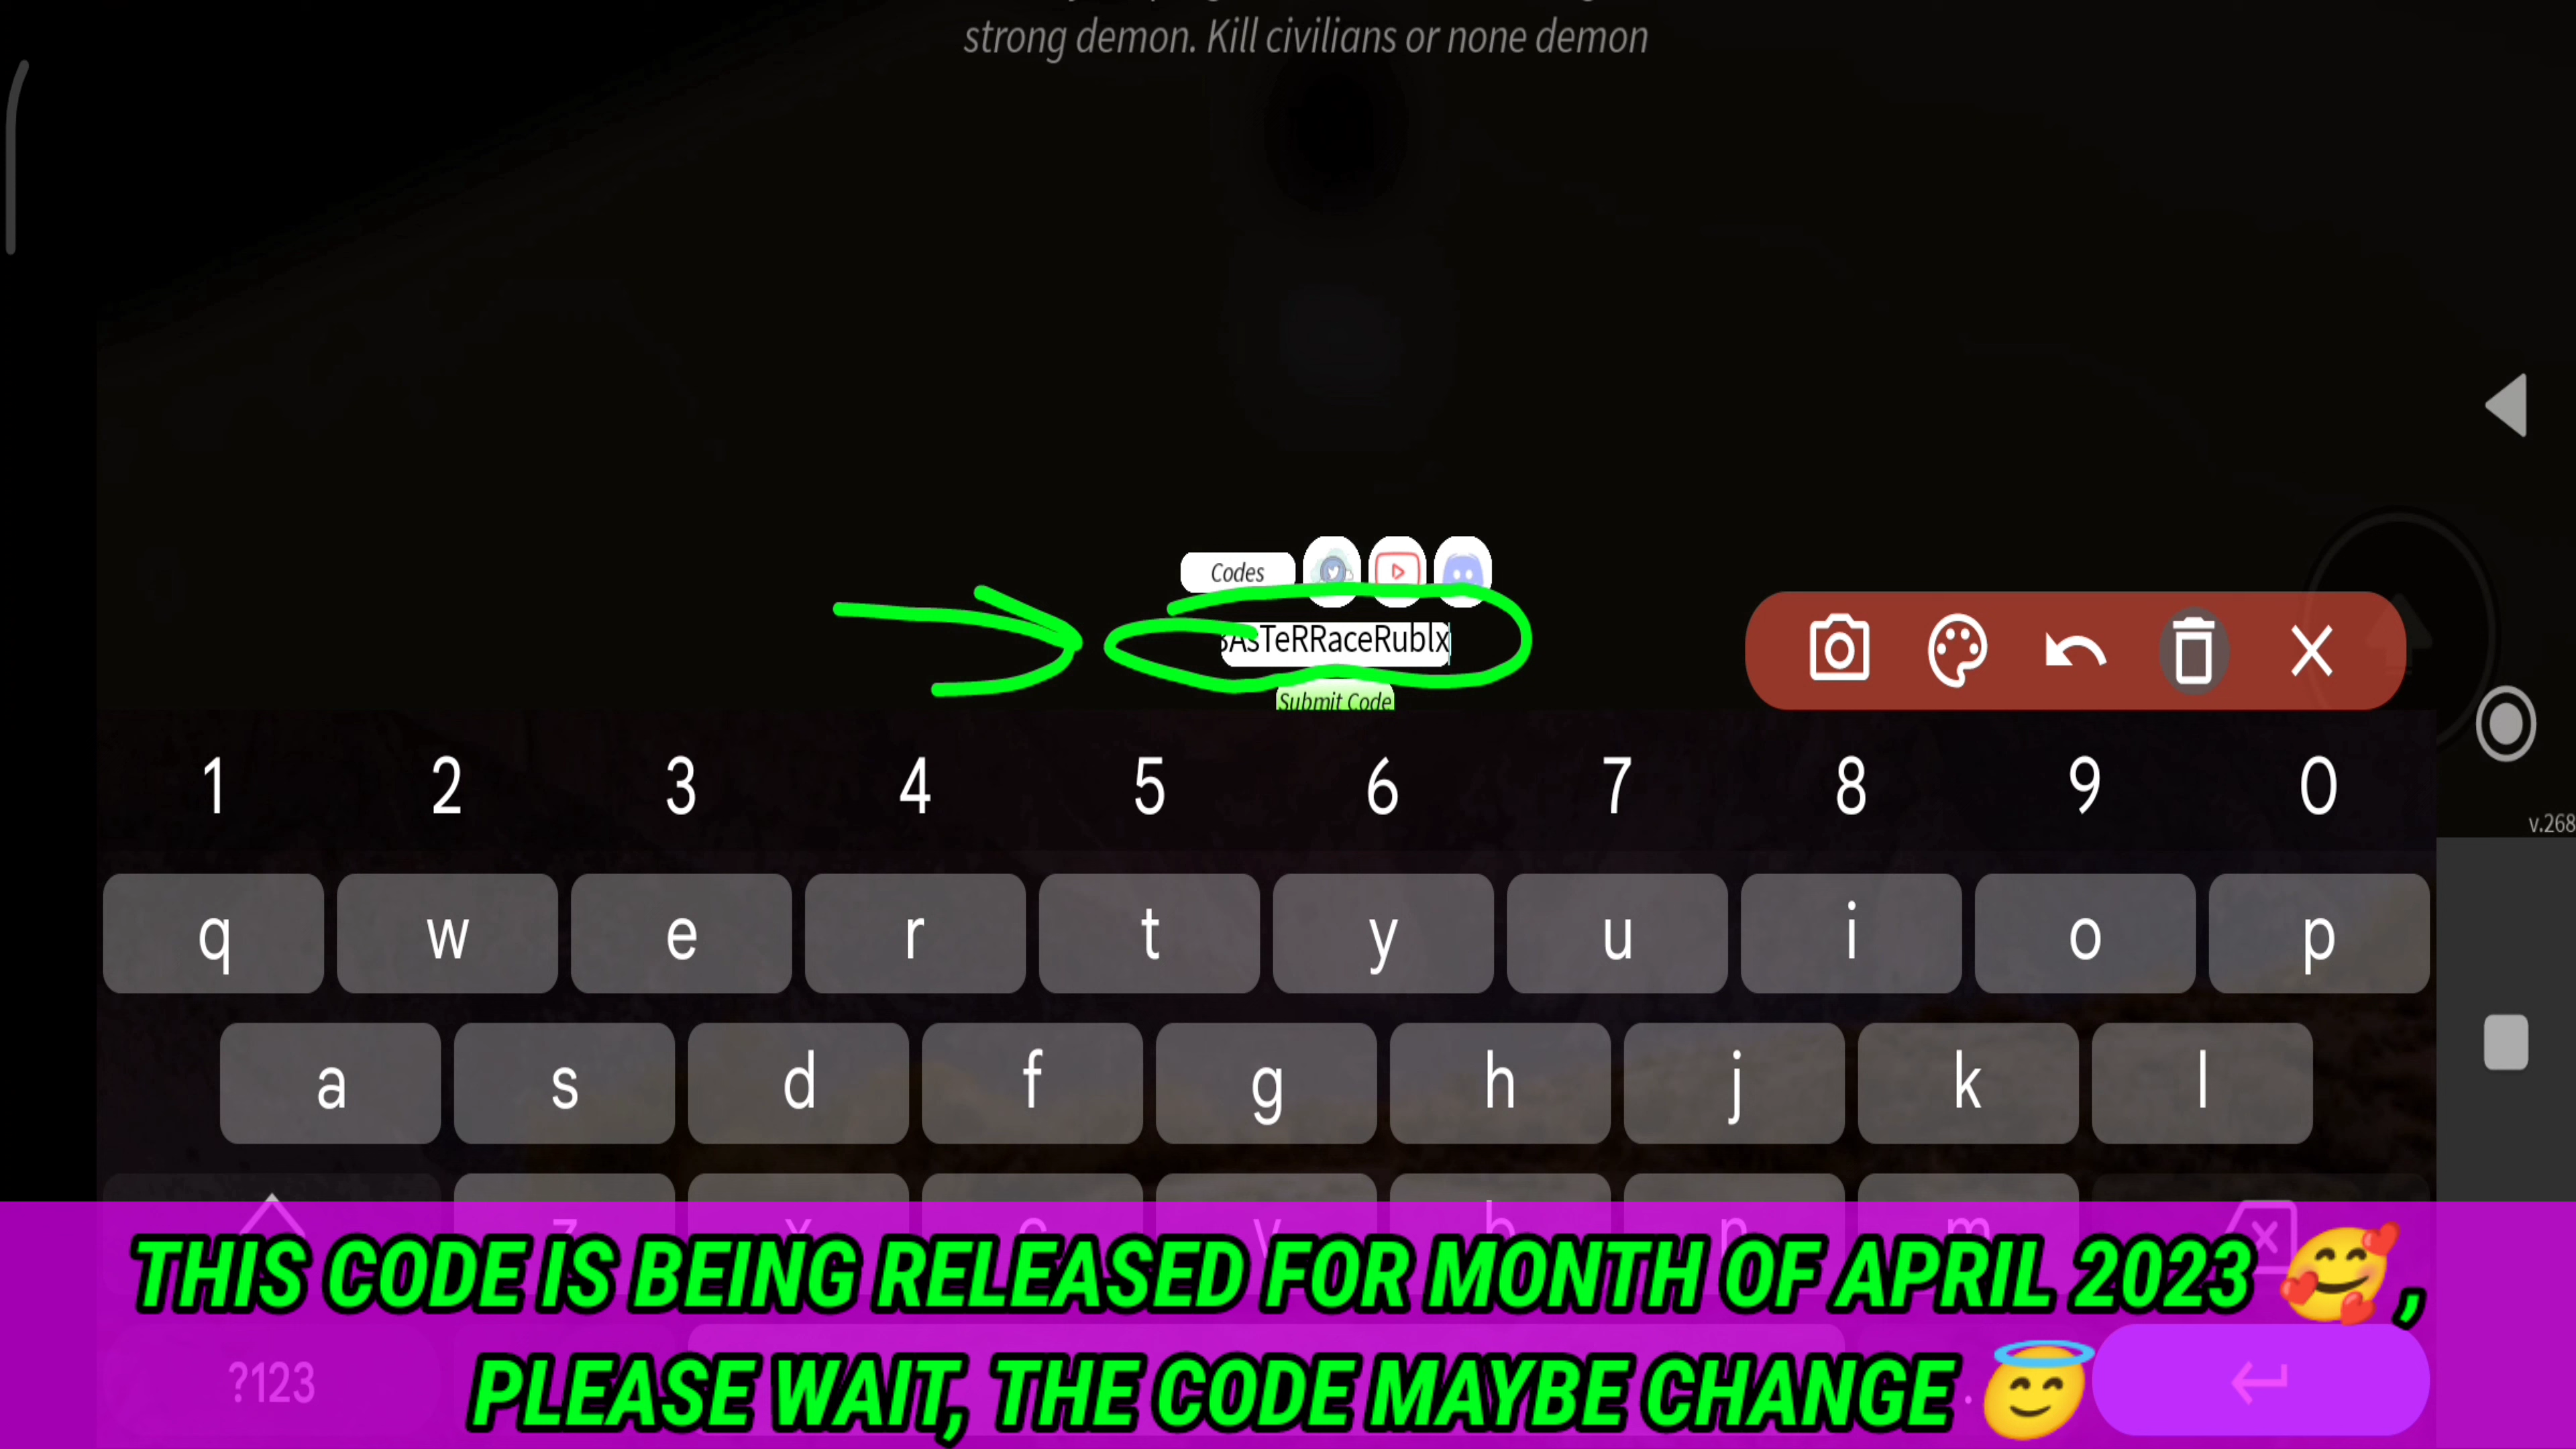 strong demon. Kill civilians or none demon
Codes
AsTeRRaceRublx
Submit Code
1 2 3 4 5 6 7 8 9 0
v.268
q w e r t y u i o p
a s d f g h j k l
z x c v b n m
THIS CODE IS BEING RELEASED FOR MONTH OF APRIL 2023 🥰,
?123 PLEASE WAIT, THE CODE MAYBE CHANGE 😇